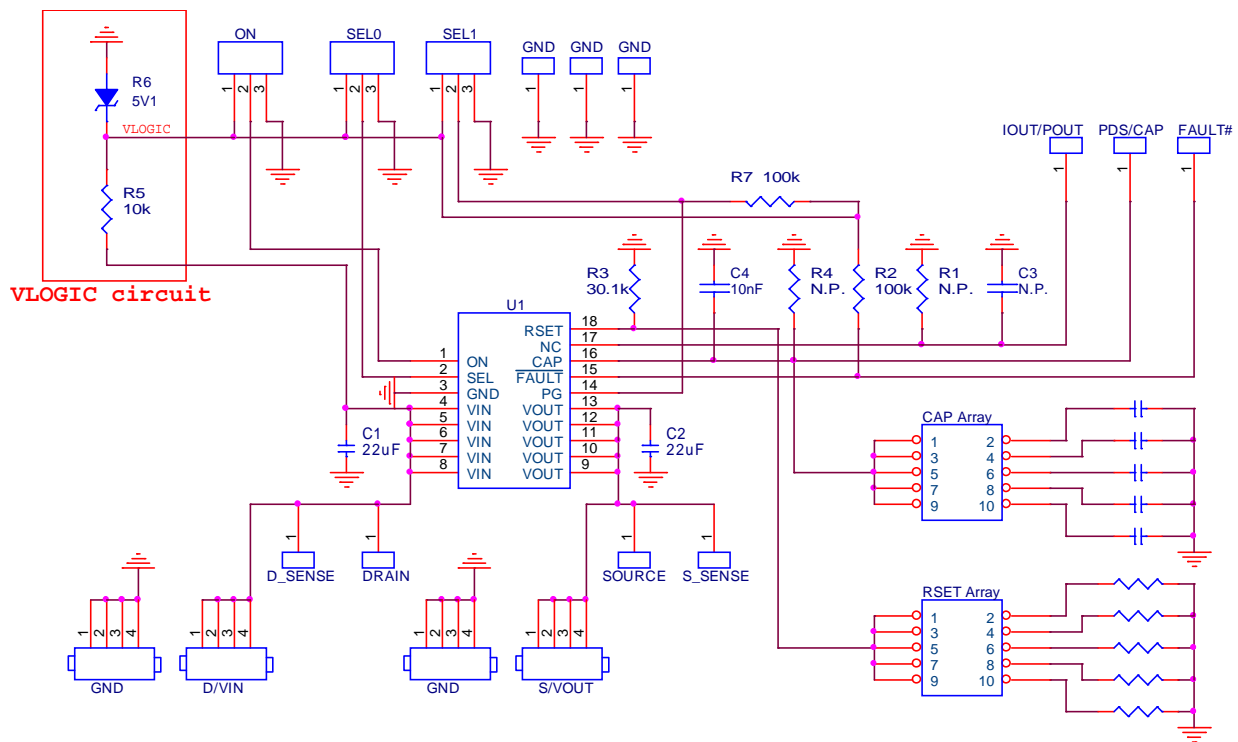 ON
SEL0
SEL1
GND
GND
GND
1
2
3
1
2
3
1
2
3
1
1
1
R6
5V1
VLOGIC
R5
10k
VLOGIC circuit
IOUT/POUT
PDS/CAP
FAULT#
1
1
1
R7 100k
R3
30.1k
C4
10nF
R4
N.P.
R2
100k
R1
N.P.
C3
N.P.
U1
1
2
3
4
5
6
7
8
ON
SEL
GND
VIN
VIN
VIN
VIN
VIN
RSET
NC
CAP
FAULT
PG
VOUT
VOUT
VOUT
VOUT
VOUT
18
17
16
15
14
13
12
11
10
9
C1
22uF
C2
22uF
CAP Array
1 2
3 4
5 6
7 8
9 10
1
D_SENSE
1
DRAIN
1
SOURCE
1
S_SENSE
RSET Array
1 2
3 4
5 6
7 8
9 10
1
2
3
4
GND
1
2
3
4
D/VIN
1
2
3
4
GND
1
2
3
4
S/VOUT